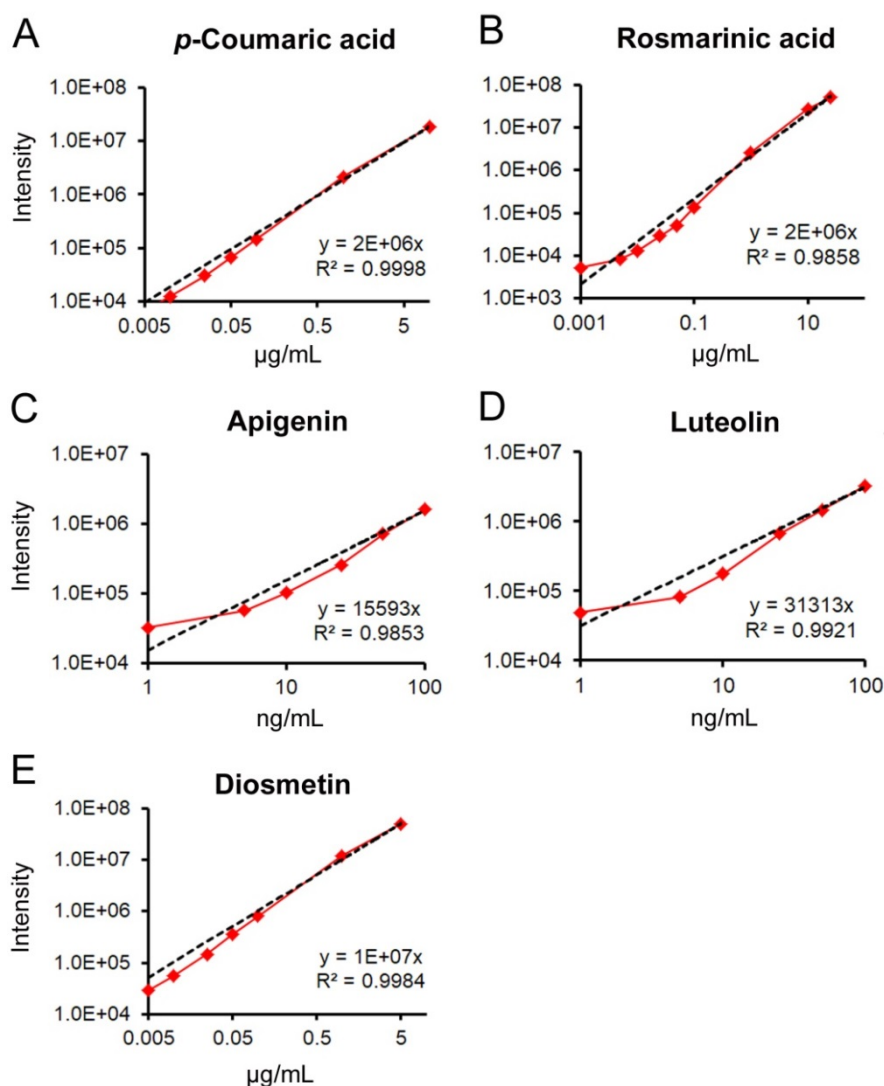 A
p-Coumaric acid
1.0E+08
1.0E+07
1.0E+06
1.0E+05
1.0E+04
Intensity
y = 2E+06x
R² = 0.9998
0.005 0.05 0.5 5
µg/mL
B
Rosmarinic acid
1.0E+08
1.0E+07
1.0E+06
1.0E+05
1.0E+04
1.0E+03
y = 2E+06x
R² = 0.9858
0.001 0.1 10
µg/mL
C
Apigenin
1.0E+07
1.0E+06
1.0E+05
1.0E+04
Intensity
y = 15593x
R² = 0.9853
1 10 100
ng/mL
D
Luteolin
1.0E+07
1.0E+06
1.0E+05
1.0E+04
y = 31313x
R² = 0.9921
1 10 100
ng/mL
E
Diosmetin
1.0E+08
1.0E+07
1.0E+06
1.0E+05
1.0E+04
Intensity
y = 1E+07x
R² = 0.9984
0.005 0.05 0.5 5
µg/mL